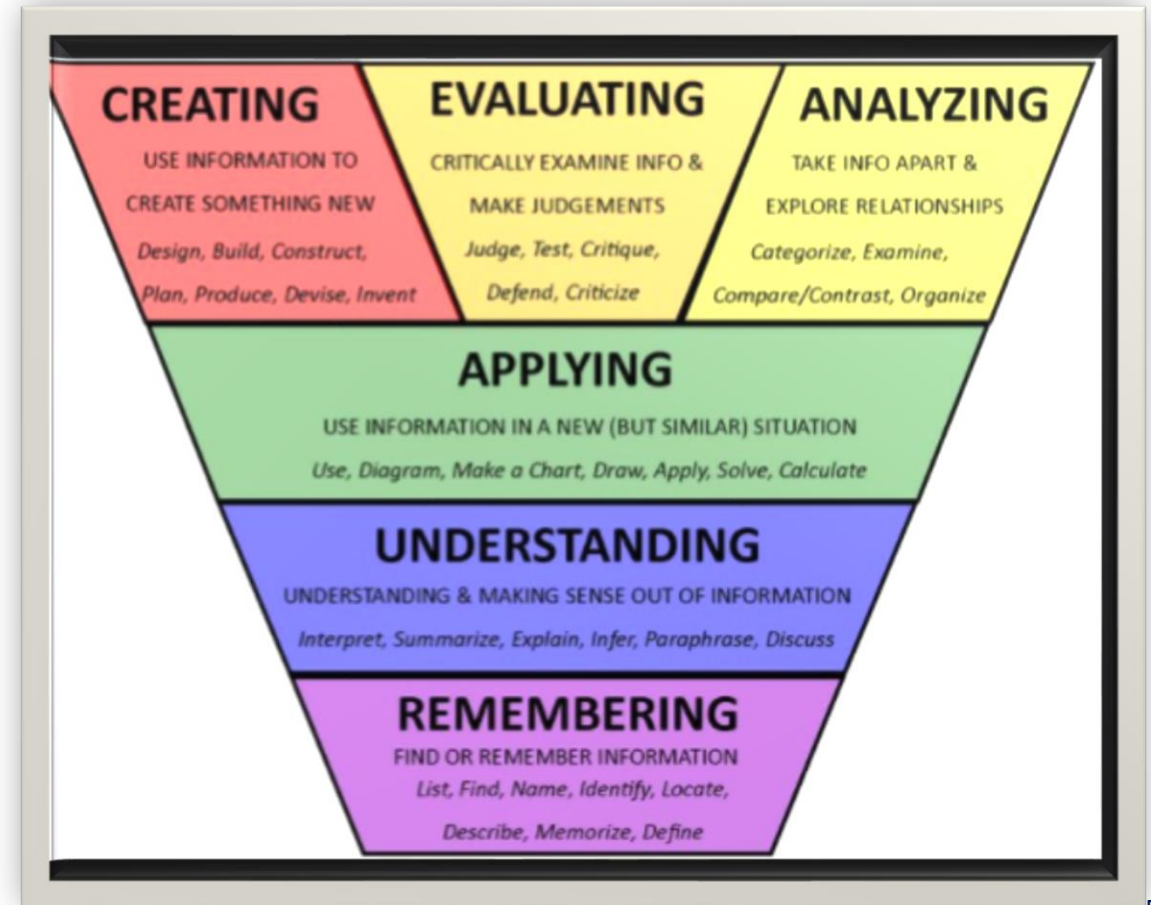 CREATING
USE INFORMATION TO
CREATE SOMETHING NEW
Design, Build, Construct,
Plan, Produce, Devise, Invent
EVALUATING
CRITICALLY EXAMINE INFO &
MAKE JUDGEMENTS
Judge, Test, Critique,
Defend, Criticize
ANALYZING
TAKE INFO APART &
EXPLORE RELATIONSHIPS
Categorize, Examine,
Compare/Contrast, Organize
APPLYING
USE INFORMATION IN A NEW (BUT SIMILAR) SITUATION
Use, Diagram, Make a Chart, Draw, Apply, Solve, Calculate
UNDERSTANDING
UNDERSTANDING & MAKING SENSE OUT OF INFORMATION
Interpret, Summarize, Explain, Infer, Paraphrase, Discuss
REMEMBERING
FIND OR REMEMBER INFORMATION
List, Find, Name, Identify, Locate,
Describe, Memorize, Define